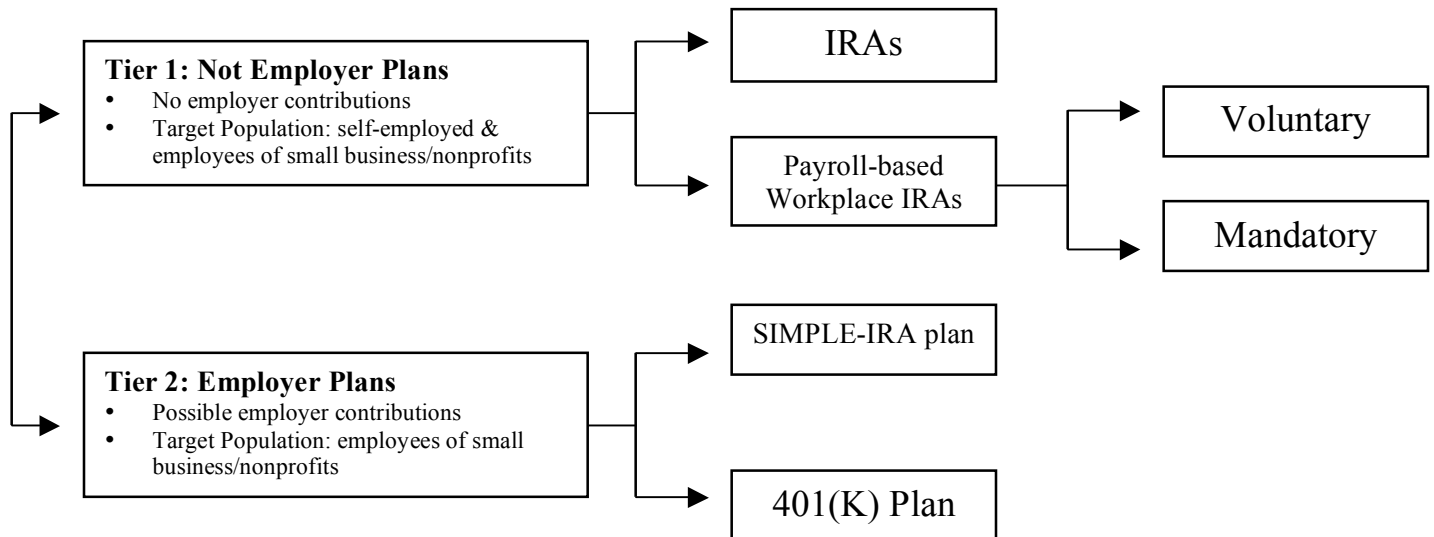 Tier 1: Not Employer Plans
• No employer contributions
• Target Population: self-employed &
employees of small business/nonprofits
IRAs
Payroll-based
Workplace IRAs
Voluntary
Mandatory
Tier 2: Employer Plans
• Possible employer contributions
• Target Population: employees of small
business/nonprofits
SIMPLE-IRA plan
401(K) Plan